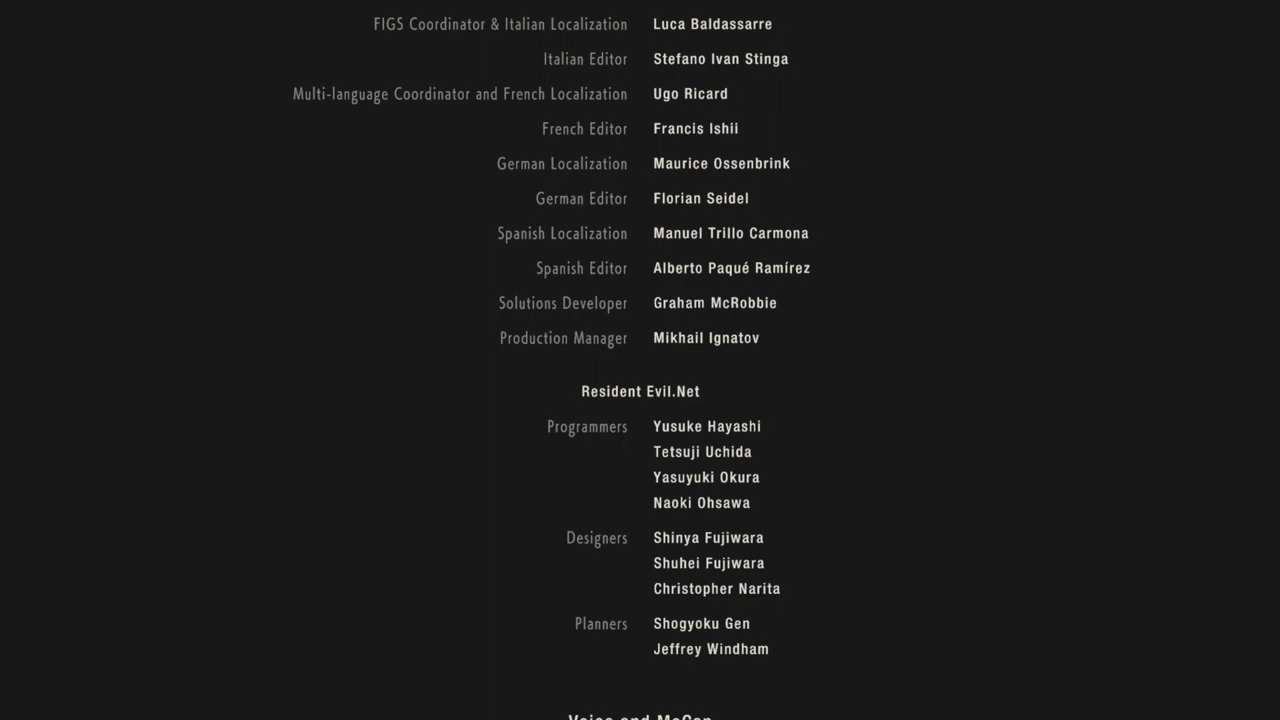 FIGS Coordinator & Italian Localization Luca Baldassarre
Italian Editor Stefano Ivan Stinga
Multi-language Coordinator and French Localization Ugo Ricard
French Editor Francis Ishii
German Localization Maurice Ossenbrink
German Editor Florian Seidel
Spanish Localization Manuel Trillo Carmona
Spanish Editor Alberto Paqué Ramírez
Solutions Developer Graham McRobbie
Production Manager Mikhail Ignatov
Resident Evil.Net
Programmers Yusuke Hayashi
Tetsuji Uchida
Yasuyuki Okura
Naoki Ohsawa
Designers Shinya Fujiwara
Shuhei Fujiwara
Christopher Narita
Planners Shogyoku Gen
Jeffrey Windham
Voice and MoCap